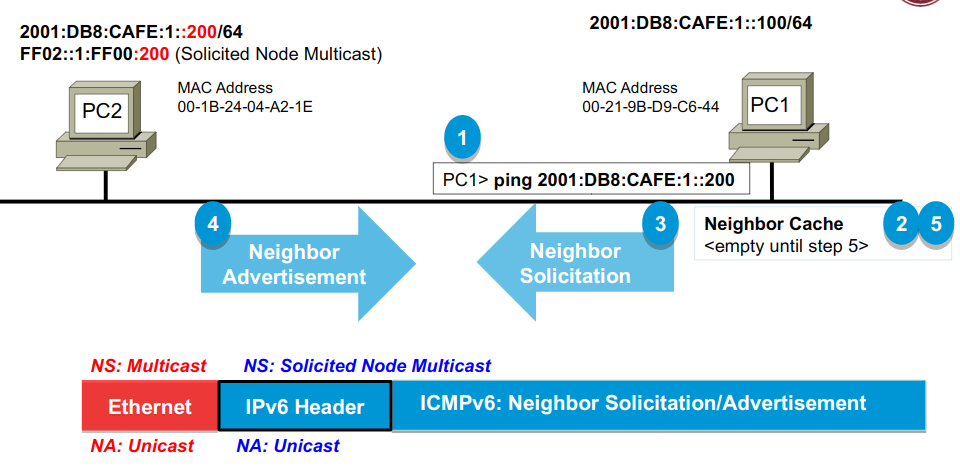 2001:DB8:CAFE:1::200/64
FF02::1:FF00:200 (Solicited Node Multicast)
2001:DB8:CAFE:1::100/64
MAC Address
00-1B-24-04-A2-1E
MAC Address
00-21-9B-D9-C6-44
PC2
PC1
1
PC1> ping 2001:DB8:CAFE:1::200
4
Neighbor
Advertisement
3
Neighbor
Solicitation
Neighbor Cache
<empty until step 5>
2
5
NS: Multicast
NS: Solicited Node Multicast
Ethernet
IPv6 Header
ICMPv6: Neighbor Solicitation/Advertisement
NA: Unicast
NA: Unicast